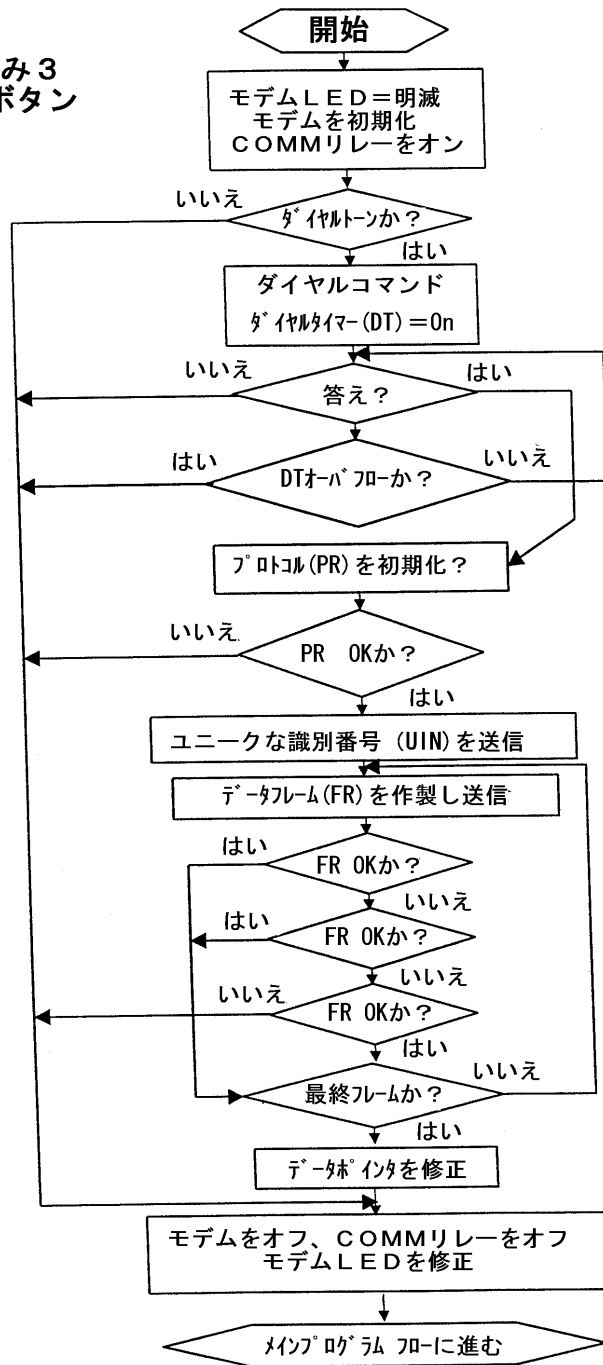 開始
み３
ボタン
モデムＬＥＤ＝明滅
モデムを初期化
ＣＯＭＭリレーをオン
いいえ
ﾀﾞｲﾔﾙﾄｰﾝか？
はい
ダイヤルコマンド
ﾀﾞｲﾔﾙﾀｲﾏｰ(DT)＝On
いいえ
はい
答え？
はい
いいえ
DTｵｰﾊﾞﾌﾛｰか？
ﾌﾟﾛﾄｺﾙ(PR)を初期化？
いいえ
PR OKか？
はい
ユニークな識別番号 (UIN)を送信
ﾃﾞｰﾀﾌﾚｰﾑ(FR)を作製し送信
はい
FR OKか？
いいえ
はい
FR OKか？
いいえ
いいえ
FR OKか？
はい
いいえ
最終ﾌﾚｰﾑか？
はい
ﾃﾞｰﾀﾎﾟｲﾝﾀを修正
モデムをオフ、ＣＯＭＭリレーをオフ
モデムＬＥＤを修正
ﾒｲﾝﾌﾟﾛｸﾞﾗﾑ ﾌﾛｰに進む